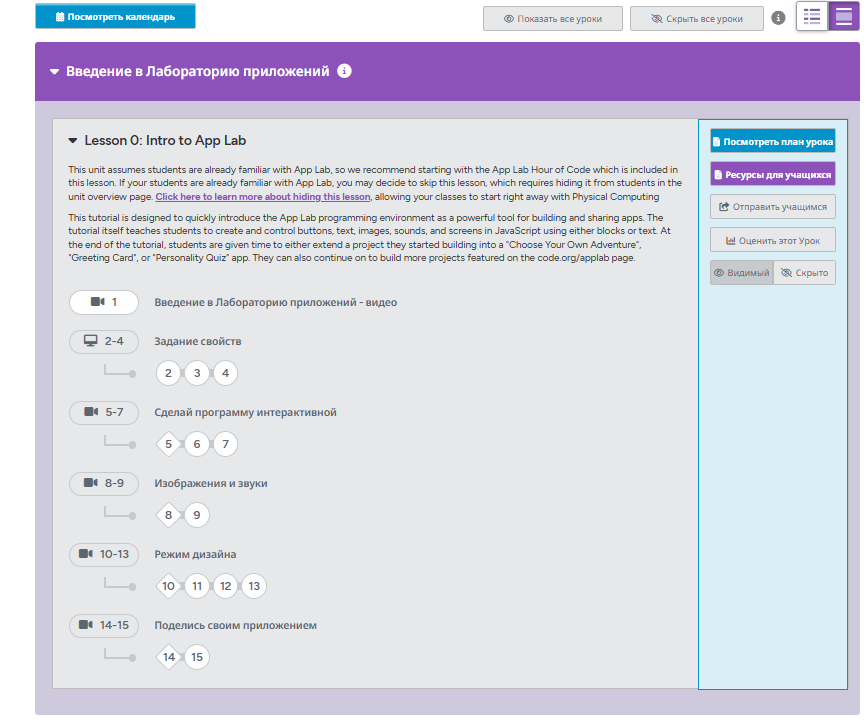 Посмотреть календарь
Показать все уроки
Скрыть все уроки
Введение в Лабораторию приложений
Lesson 0: Intro to App Lab
This unit assumes students are already familiar with App Lab, so we recommend starting with the App Lab Hour of Code which is included in
this lesson. If your students are already familiar with App Lab, you may decide to skip this lesson, which requires hiding it from students in the
unit overview page. Click here to learn more about hiding this lesson, allowing your classes to start right away with Physical Computing
This tutorial is designed to quickly introduce the App Lab programming environment as a powerful tool for building and sharing apps. The
tutorial itself teaches students to create and control buttons, text, images, sounds, and screens in JavaScript using either blocks or text. At
the end of the tutorial, students are given time to either extend a project they started building into a "Choose Your Own Adventure",
"Greeting Card", or "Personality Quiz" app. They can also continue on to build more projects featured on the code.org/applab page.
1 Введение в Лабораторию приложений - видео
2-4 Задание свойств
2 3 4
5-7 Сделай программу интерактивной
5 6 7
8-9 Изображения и звуки
8 9
10-13 Режим дизайна
10 11 12 13
14-15 Поделись своим приложением
14 15
Посмотреть план урока
Ресурсы для учащихся
Отправить учащимся
Оценить этот Урок
Видимый Скрыто